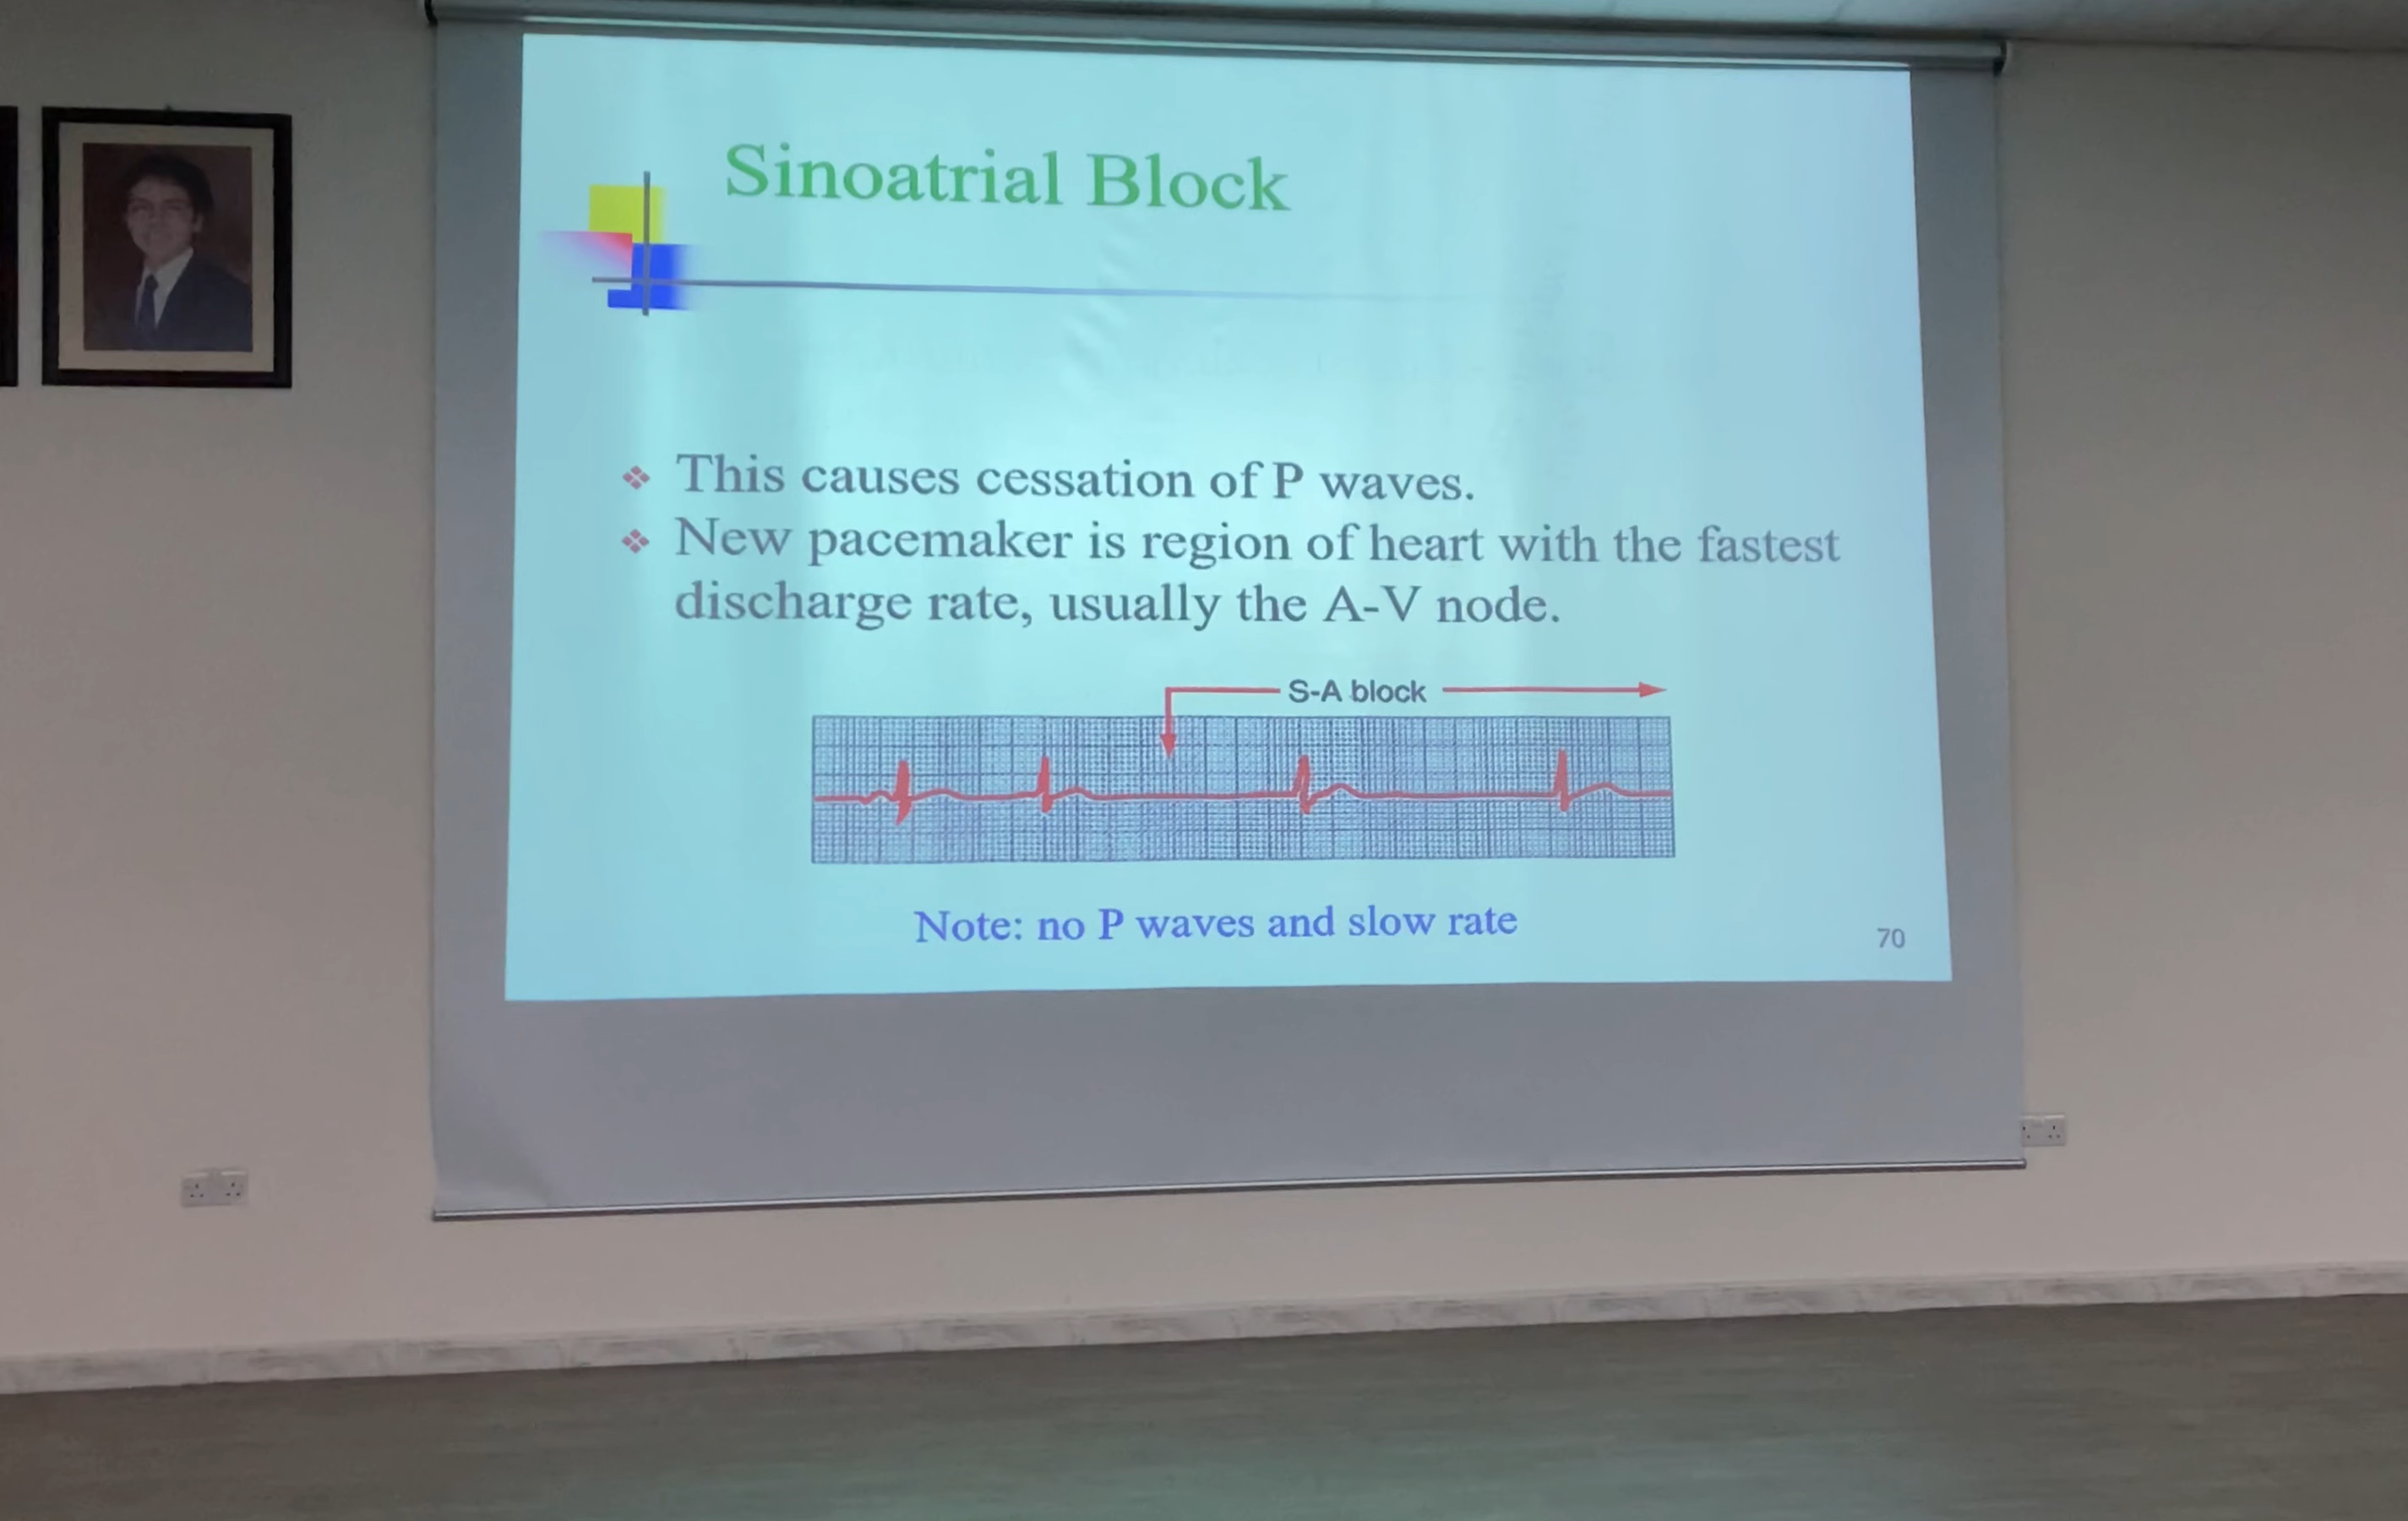 Sinoatrial Block
❖ This causes cessation of P waves.
❖ New pacemaker is region of heart with the fastest
discharge rate, usually the A-V node.
S-A block
Note: no P waves and slow rate
70